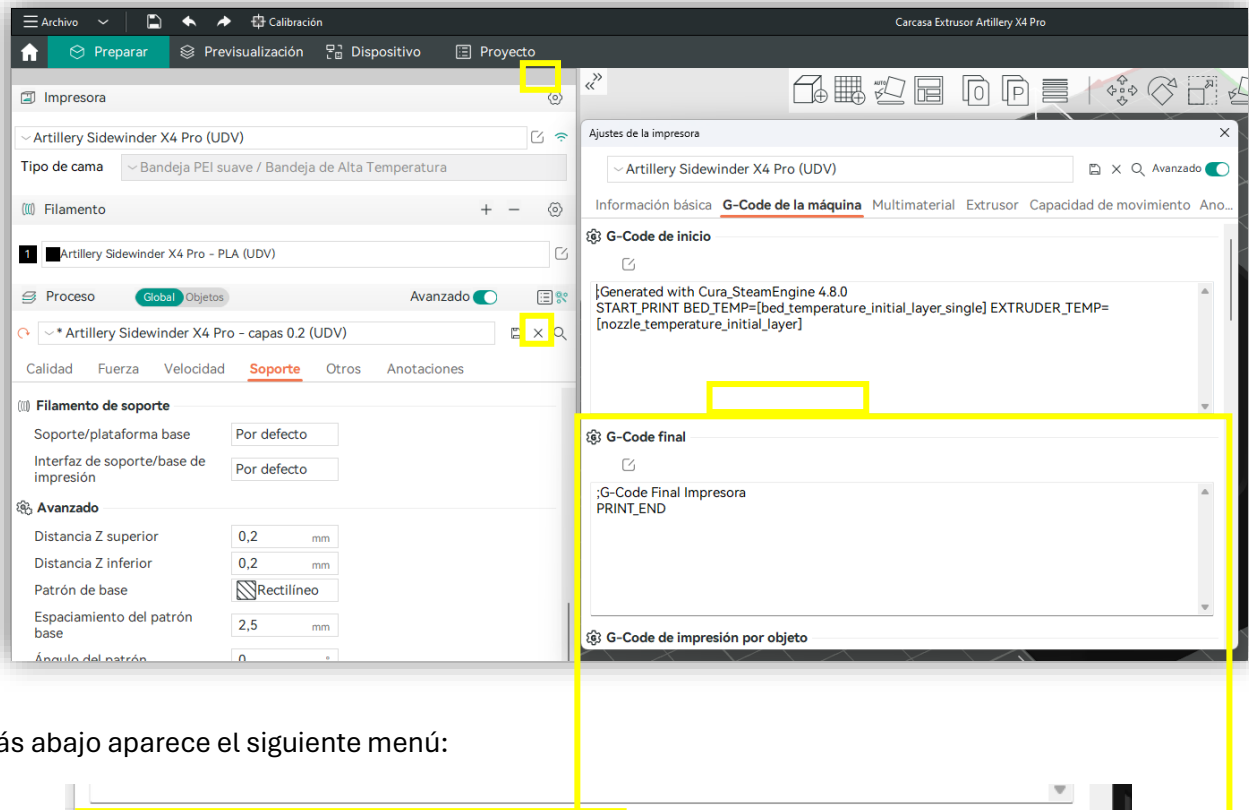 Archivo
Calibración
Carcasa Extrusor Artillery X4 Pro
Preparar
Previsualización
Dispositivo
Proyecto
Impresora
Artillery Sidewinder X4 Pro (UDV)
Tipo de cama
Bandeja PEI suave / Bandeja de Alta Temperatura
Filamento
+ −
1
Artillery Sidewinder X4 Pro - PLA (UDV)
Proceso
Global Objetos
Avanzado
* Artillery Sidewinder X4 Pro - capas 0.2 (UDV)
Calidad Fuerza Velocidad Soporte Otros Anotaciones
Filamento de soporte
Soporte/plataforma base Por defecto
Interfaz de soporte/base de
impresión
Por defecto
Avanzado
Distancia Z superior 0,2 mm
Distancia Z inferior 0,2 mm
Patrón de base Rectilíneo
Espaciamiento del patrón
base
2,5 mm
Ángulo del patrón 0 °
AUTO
O
P
Ajustes de la impresora
Artillery Sidewinder X4 Pro (UDV)
Avanzado
Información básica G-Code de la máquina Multimaterial Extrusor Capacidad de movimiento Ano...
G-Code de inicio
;Generated with Cura_SteamEngine 4.8.0
START_PRINT BED_TEMP=[bed_temperature_initial_layer_single] EXTRUDER_TEMP=
[nozzle_temperature_initial_layer]
G-Code final
;G-Code Final Impresora
PRINT_END
G-Code de impresión por objeto
ás abajo aparece el siguiente menú: